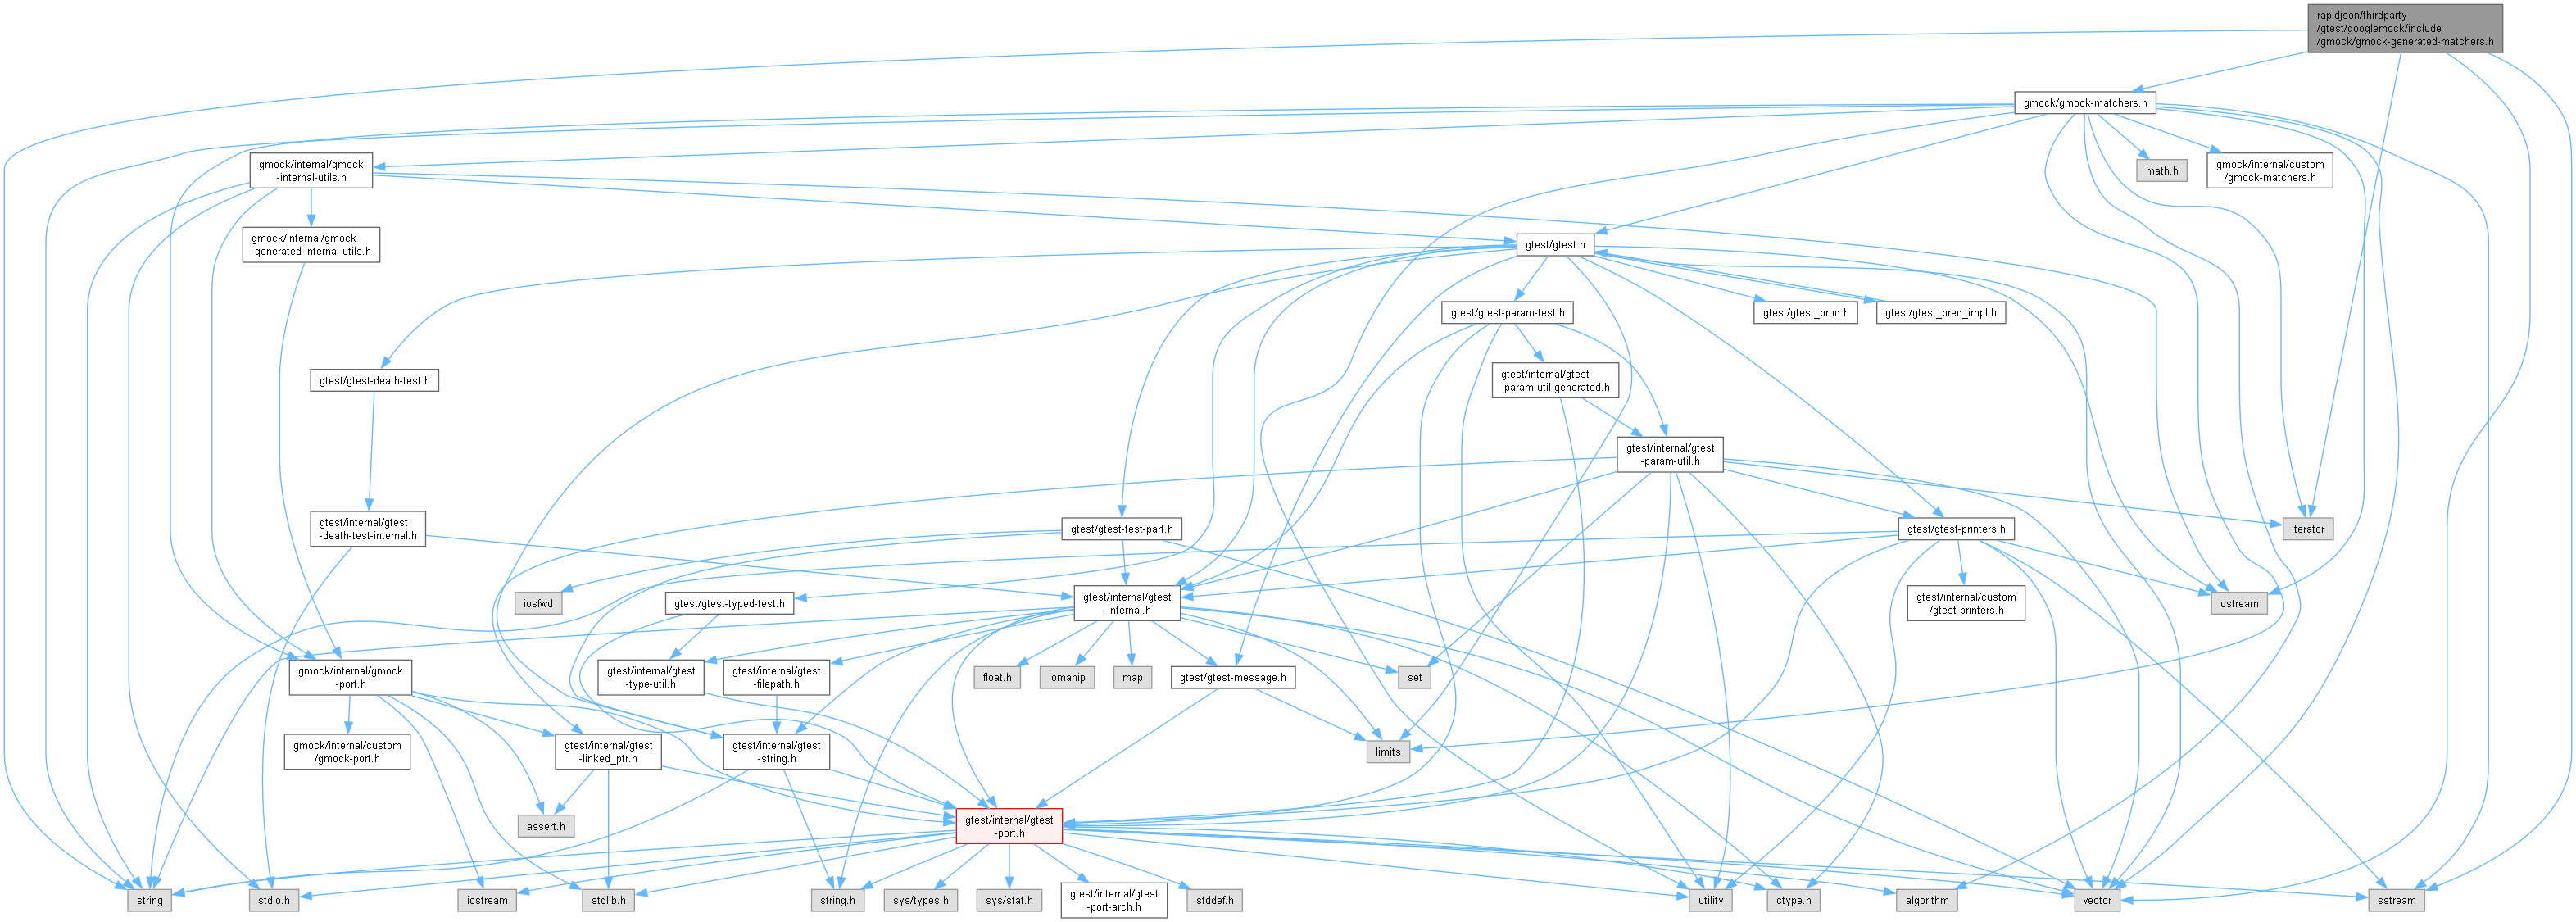 rapidjson/thirdparty
/gtest/googlemock/include
/gmock/gmock-generated-matchers.h
gmock/gmock-matchers.h
gmock/internal/gmock
-internal-utils.h
math.h
gmock/internal/custom
/gmock-matchers.h
gmock/internal/gmock
-generated-internal-utils.h
gtest/gtest.h
gtest/gtest-param-test.h
gtest/gtest_prod.h
gtest/gtest_pred_impl.h
gtest/gtest-death-test.h
gtest/internal/gtest
-param-util-generated.h
gtest/internal/gtest
-param-util.h
gtest/internal/gtest
-death-test-internal.h
gtest/gtest-test-part.h
gtest/gtest-printers.h
iterator
iosfwd
gtest/gtest-typed-test.h
gtest/internal/gtest
-internal.h
gtest/internal/custom
/gtest-printers.h
ostream
gmock/internal/gmock
-port.h
gtest/internal/gtest
-type-util.h
gtest/internal/gtest
-filepath.h
float.h
iomanip
map
gtest/gtest-message.h
set
gmock/internal/custom
/gmock-port.h
gtest/internal/gtest
-linked_ptr.h
gtest/internal/gtest
-string.h
limits
assert.h
gtest/internal/gtest
-port.h
string
stdio.h
iostream
stdlib.h
string.h
sys/types.h
sys/stat.h
gtest/internal/gtest
-port-arch.h
stddef.h
utility
ctype.h
algorithm
vector
sstream